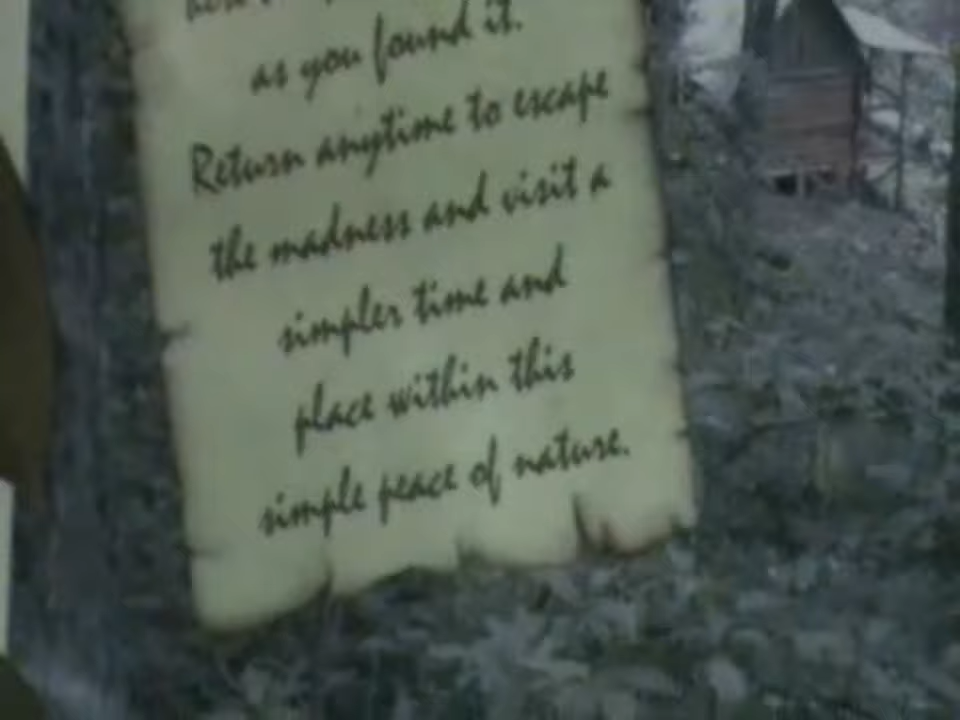 as you found it.
Return anytime to escape
the madness and visit a
simpler time and
place within this
simple peace of nature.